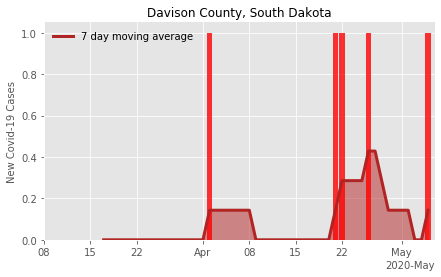 Davison County, South Dakota
7 day moving average
New Covid-19 Cases
1.0
0.8
0.6
0.4
0.2
0.0
08 15 22 Apr 08 15 22 May
2020-May